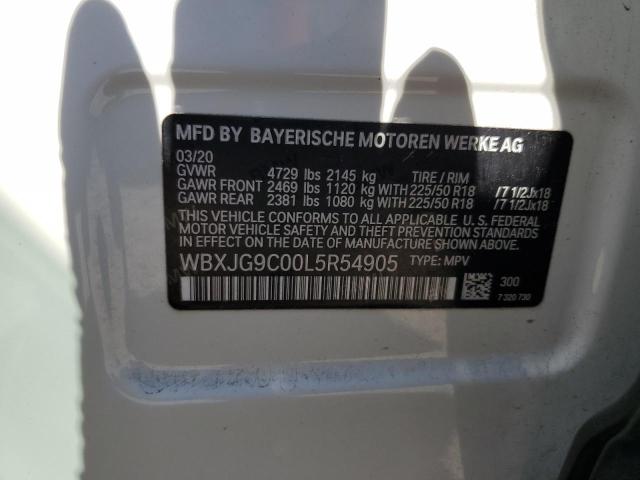 MFD BY BAYERISCHE MOTOREN WERKE AG
03/20
GVWR 4729 lbs 2145 kg TIRE / RIM
GAWR FRONT 2469 lbs 1120 kg WITH 225/50 R18 /7 1/2Jx18
GAWR REAR 2381 lbs 1080 kg WITH 225/50 R18 /7 1/2Jx18
THIS VEHICLE CONFORMS TO ALL APPLICABLE U. S. FEDERAL
MOTOR VEHICLE SAFETY AND THEFT PREVENTION
STANDARDS IN EFFECT ON THE DATE OF MANUFACTURE SHOWN ABOVE.
WBXJG9C00L5R54905 TYPE: MPV
300
7 320 730